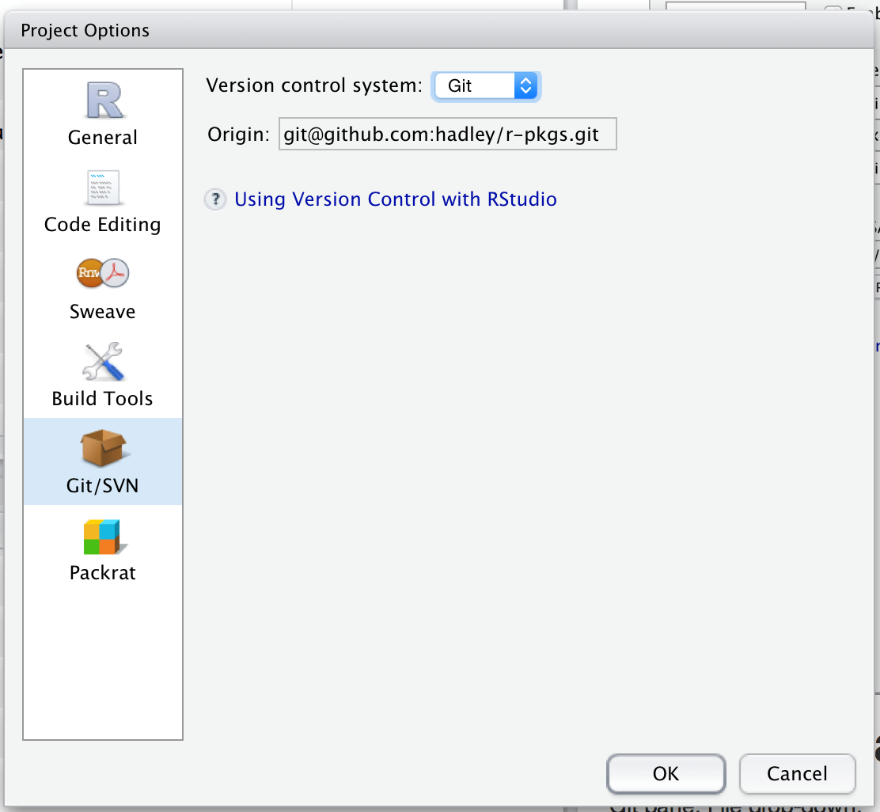 Project Options
General
Code Editing
Rnw
Sweave
Build Tools
Git/SVN
Packrat
Version control system: Git
Origin: git@github.com:hadley/r-pkgs.git
? Using Version Control with RStudio
OK
Cancel